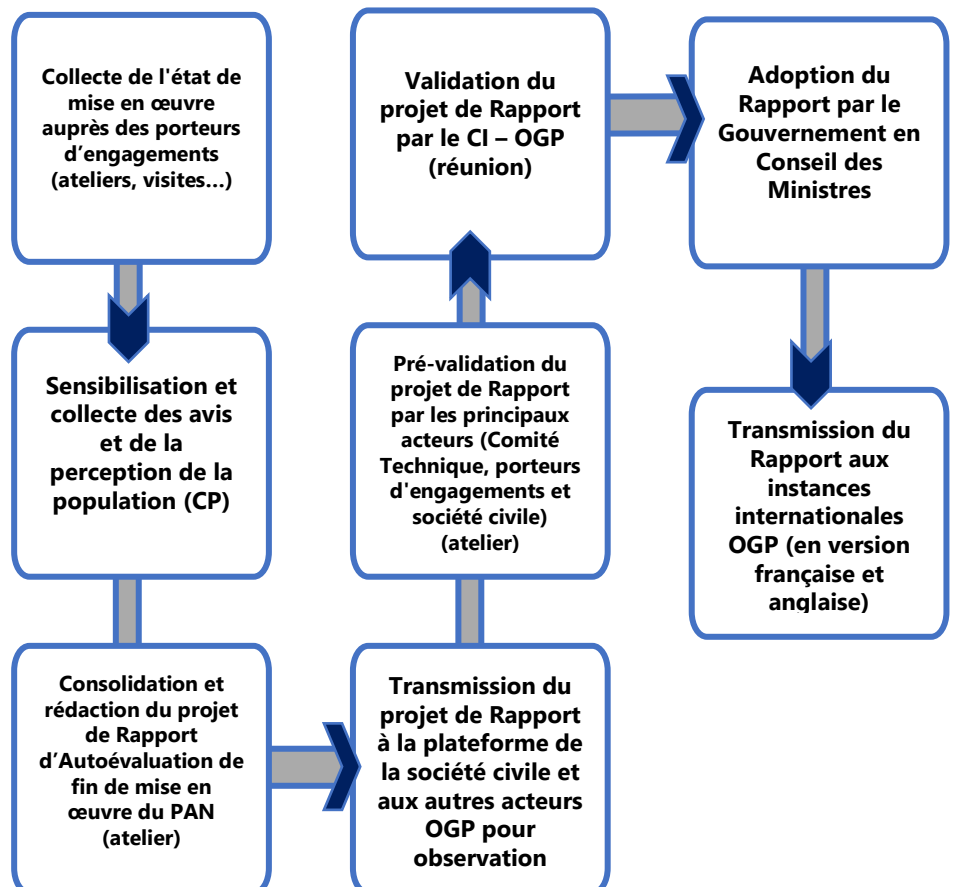 Collecte de l'état de
mise en œuvre
auprès des porteurs
d’engagements
(ateliers, visites…)
Sensibilisation et
collecte des avis
et de la
perception de la
population (CP)
Consolidation et
rédaction du projet
de Rapport
d’Autoévaluation de
fin de mise en
œuvre du PAN
(atelier)
Transmission du
projet de Rapport
à la plateforme de
la société civile et
aux autres acteurs
OGP pour
observation
Pré-validation du
projet de Rapport
par les principaux
acteurs (Comité
Technique, porteurs
d'engagements et
société civile)
(atelier)
Validation du
projet de Rapport
par le CI – OGP
(réunion)
Adoption du
Rapport par le
Gouvernement en
Conseil des
Ministres
Transmission du
Rapport aux
instances
internationales
OGP (en version
française et
anglaise)